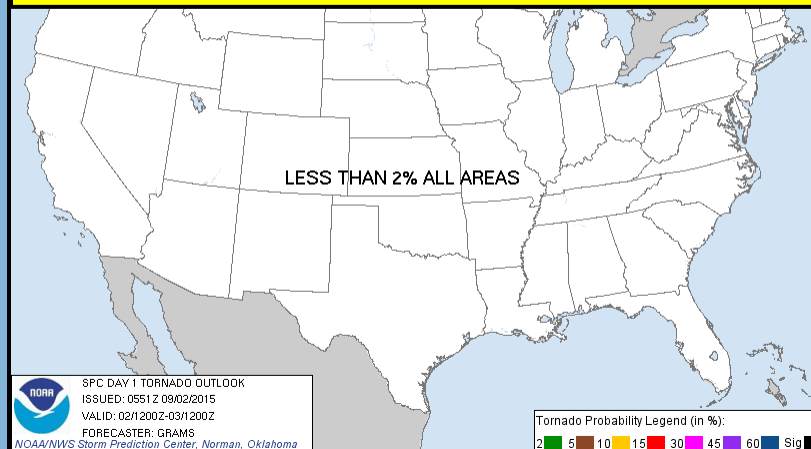 LESS THAN 2% ALL AREAS
NOAA
SPC DAY 1 TORNADO OUTLOOK
ISSUED: 0551Z 09/02/2015
VALID: 02/1200Z-03/1200Z
FORECASTER: GRAMS
NOAA/NWS Storm Prediction Center, Norman, Oklahoma
Tornado Probability Legend (in %):
2 5 10 15 30 45 60 Sig